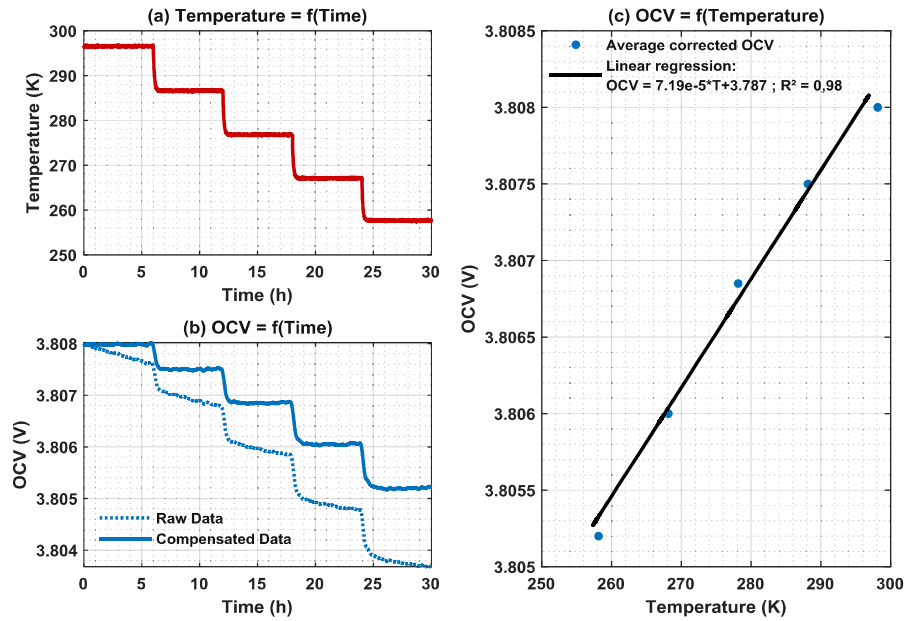 (a) Temperature = f(Time)
300
290
280
270
260
250
Temperature (K)
0
5
10
15
20
25
30
Time (h)
(b) OCV = f(Time)
3.808
3.807
3.806
3.805
3.804
OCV (V)
Raw Data
Compensated Data
0
5
10
15
20
25
30
Time (h)
(c) OCV = f(Temperature)
3.8085
3.808
3.8075
3.807
3.8065
3.806
3.8055
3.805
OCV (V)
Average corrected OCV
Linear regression:
OCV = 7.19e-5*T+3.787 ; R² = 0,98
250
260
270
280
290
300
Temperature (K)